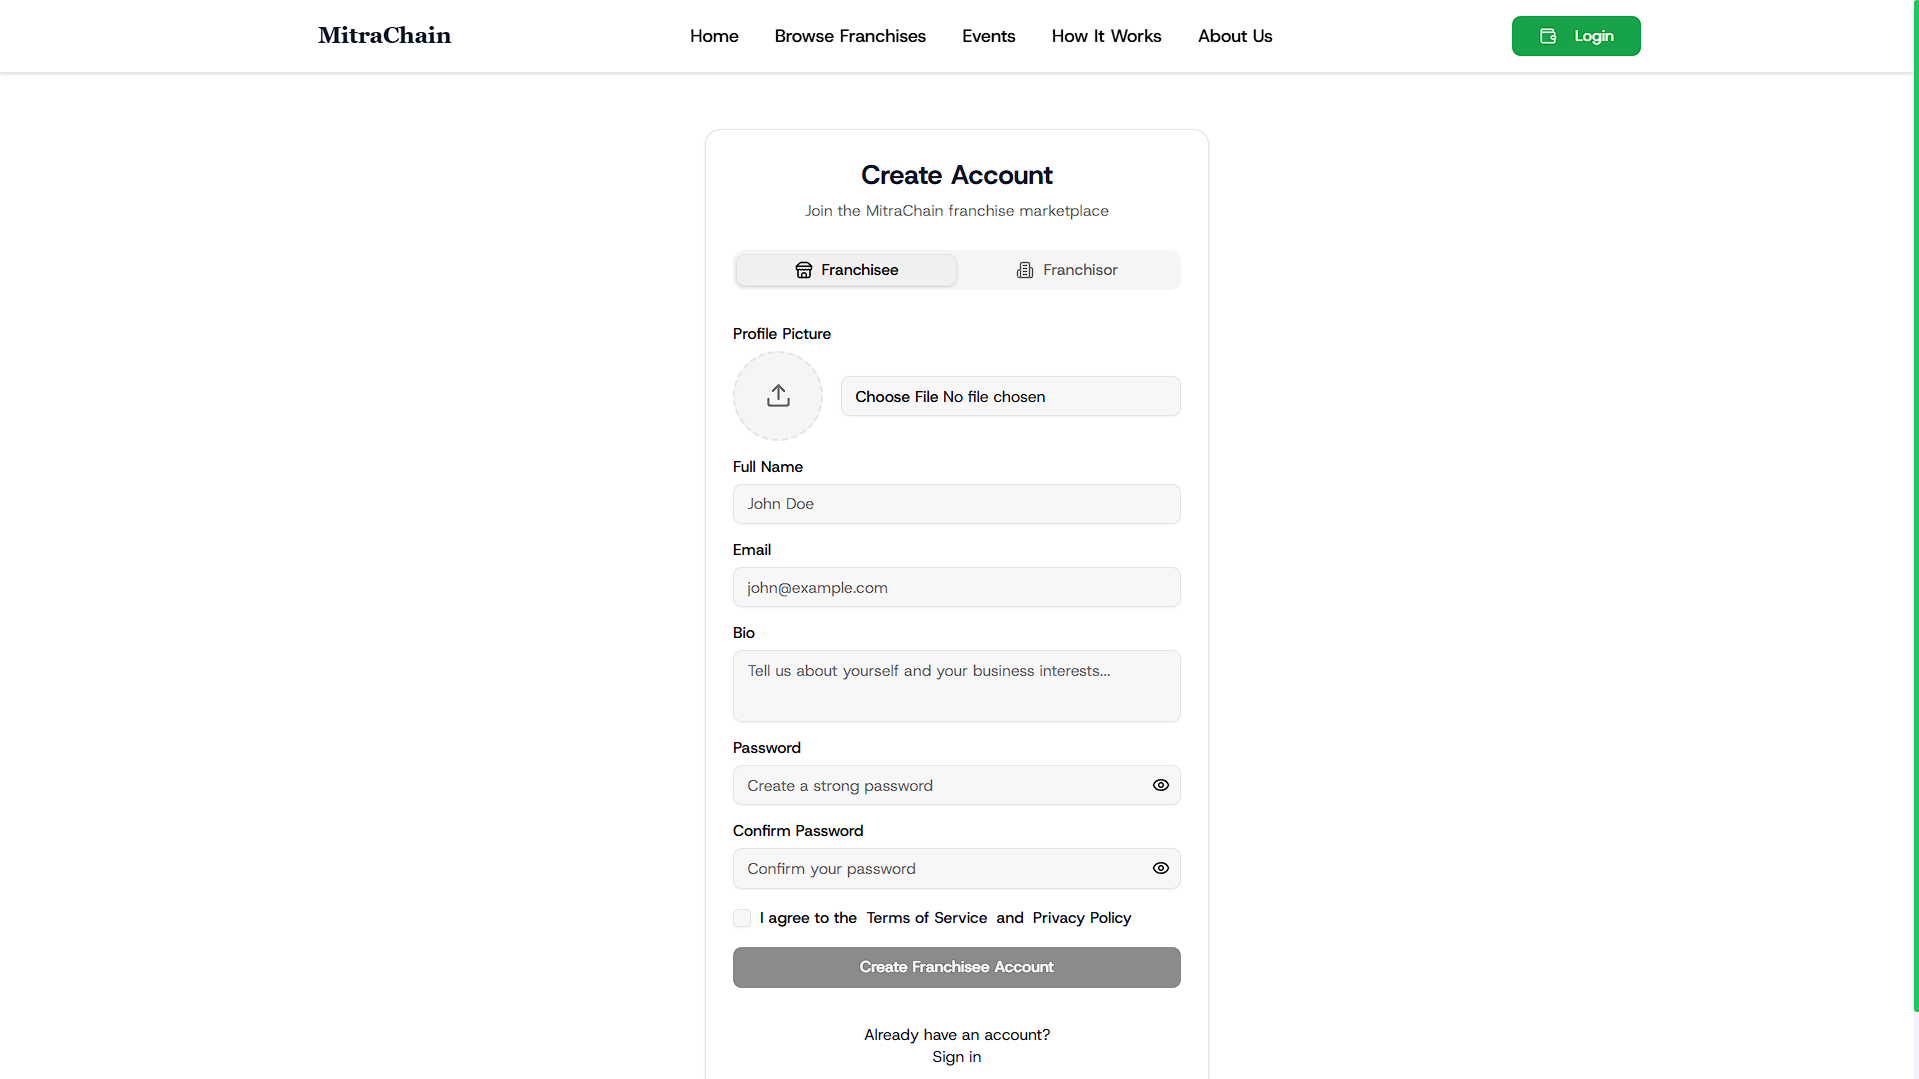 MitraChain
Home Browse Franchises Events How It Works About Us
Login
Create Account
Join the MitraChain franchise marketplace
Franchisee Franchisor
Profile Picture
Choose File No file chosen
Full Name
John Doe
Email
john@example.com
Bio
Tell us about yourself and your business interests...
Password
Create a strong password
Confirm Password
Confirm your password
I agree to the Terms of Service and Privacy Policy
Create Franchisee Account
Already have an account?
Sign in